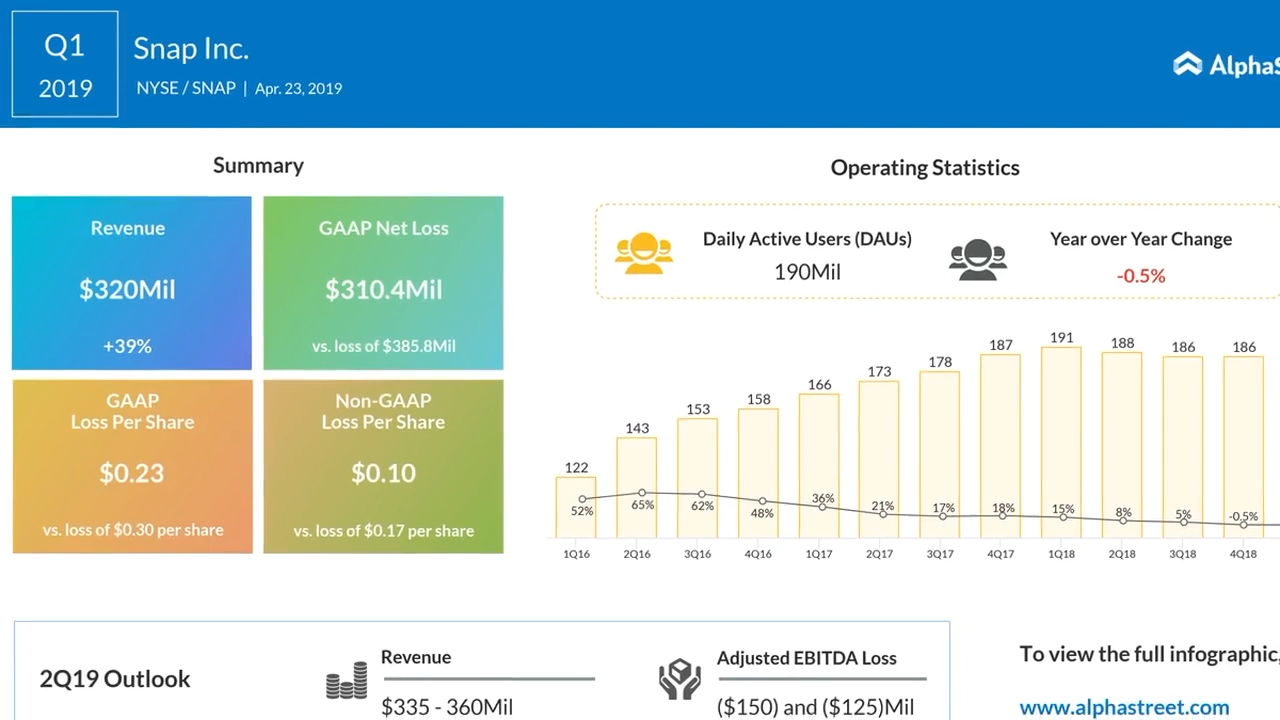 Q1
2019
Snap Inc.
NYSE / SNAP | Apr. 23, 2019
AlphaS
Summary
Revenue
$320Mil
+39%
GAAP Net Loss
$310.4Mil
vs. loss of $385.8Mil
GAAP
Loss Per Share
$0.23
vs. loss of $0.30 per share
Non-GAAP
Loss Per Share
$0.10
vs. loss of $0.17 per share
Operating Statistics
Daily Active Users (DAUs)
190Mil
Year over Year Change
-0.5%
122 143 153 158 166 173 178 187 191 188 186 186
52% 65% 62% 48% 36% 21% 17% 18% 15% 8% 5% -0.5%
1Q16 2Q16 3Q16 4Q16 1Q17 2Q17 3Q17 4Q17 1Q18 2Q18 3Q18 4Q18
2Q19 Outlook
Revenue
$335 - 360Mil
Adjusted EBITDA Loss
($150) and ($125)Mil
To view the full infographic,
www.alphastreet.com